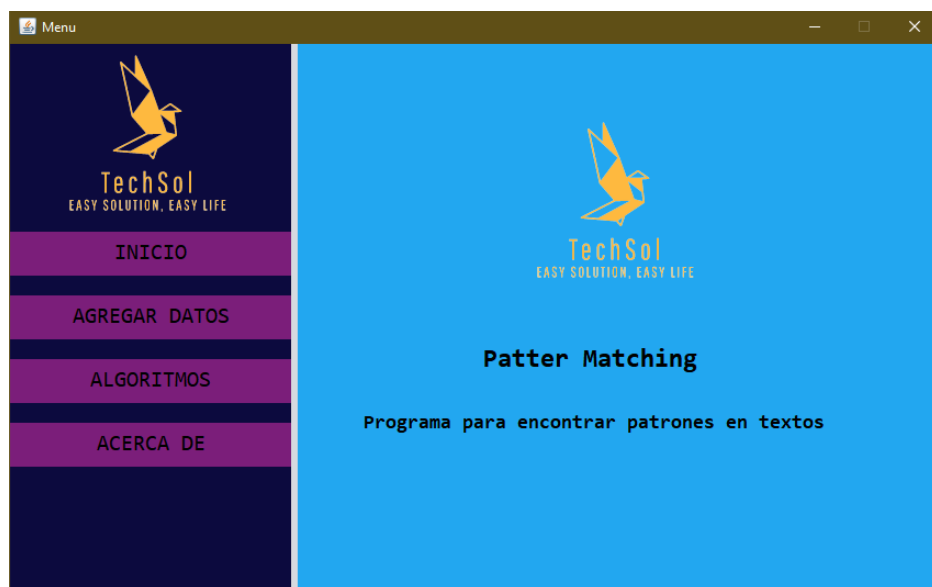 Menu
TechSol
EASY SOLUTION, EASY LIFE
INICIO
AGREGAR DATOS
ALGORITMOS
ACERCA DE
TechSol
EASY SOLUTION, EASY LIFE
Patter Matching
Programa para encontrar patrones en textos